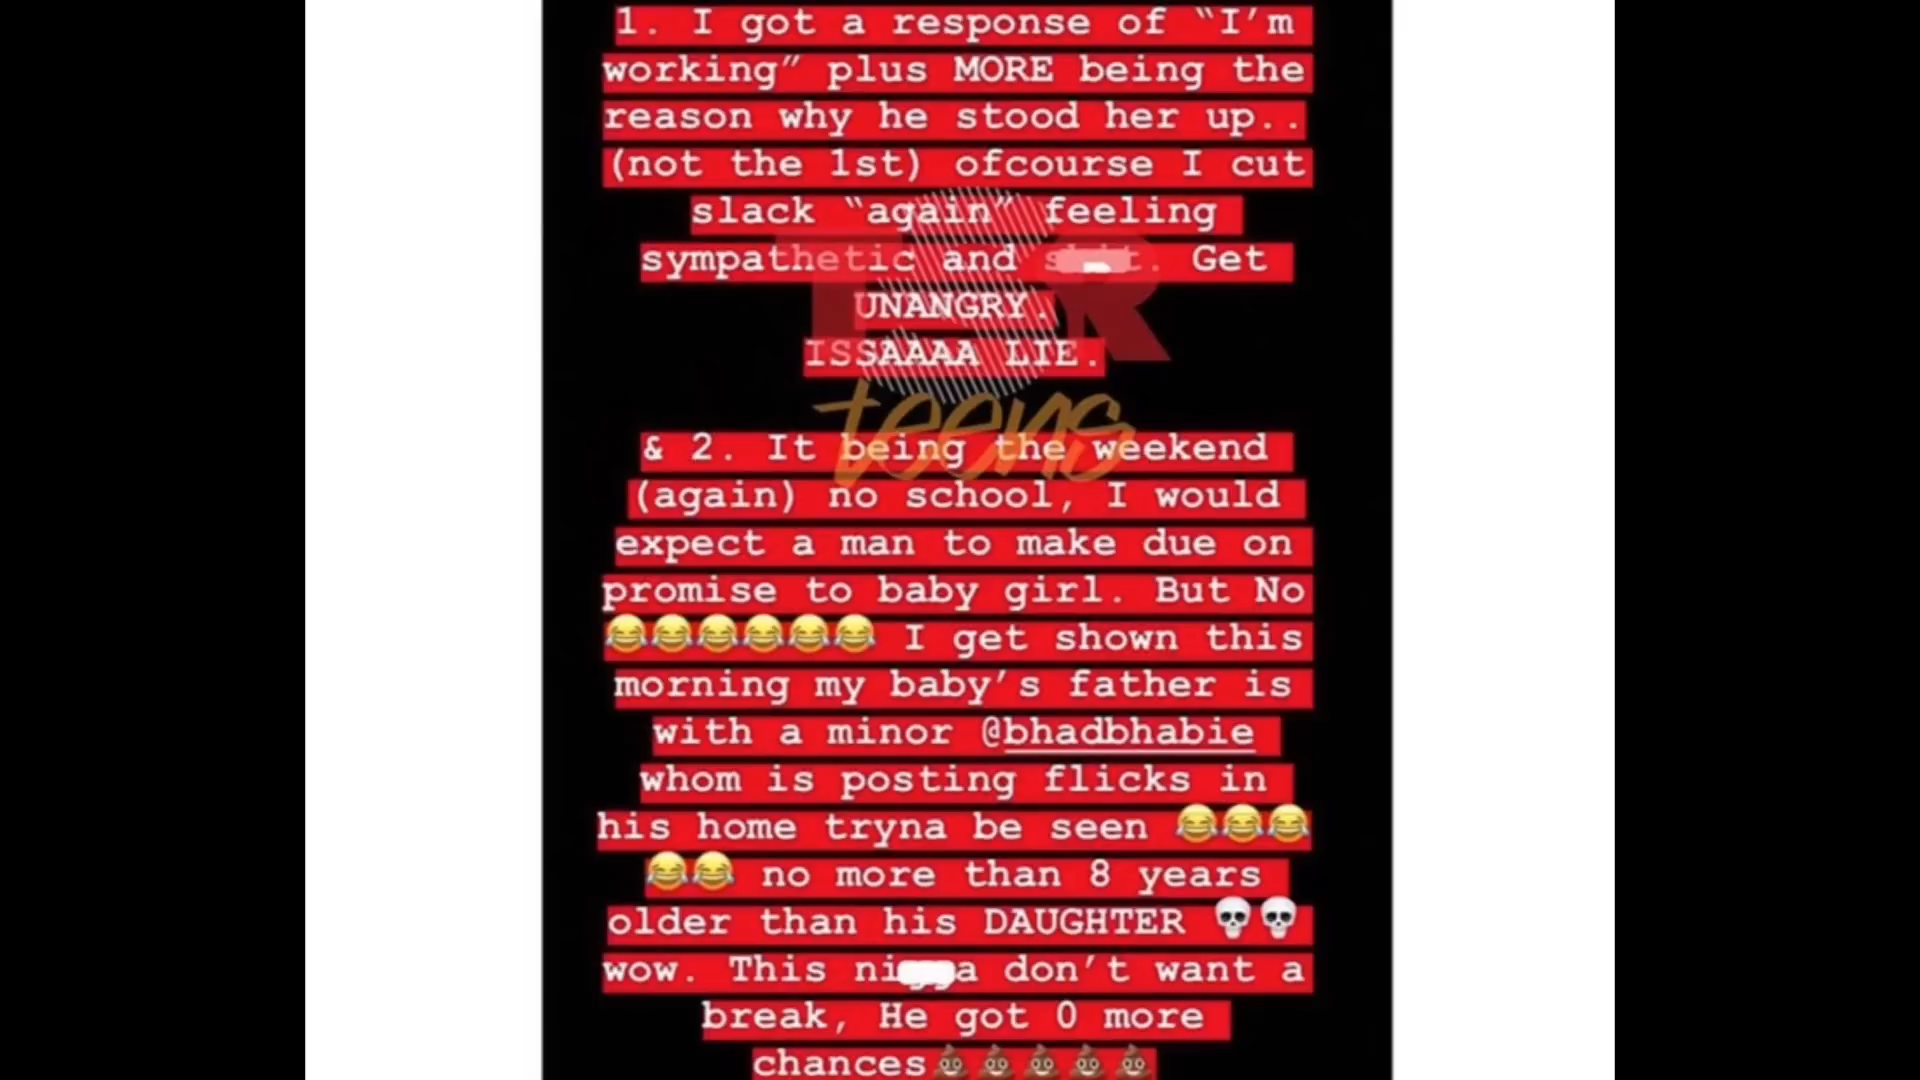 1. I got a response of “I’m
working” plus MORE being the
reason why he stood her up..
(not the 1st) ofcourse I cut
slack “again” feeling
sympathetic and Get
UNANGRY.
ISSAAAA LIE.
teens
& 2. It being the weekend
(again) no school, I would
expect a man to make due on
promise to baby girl. But No
😂😂😂😂😂😂 I get shown this
morning my baby’s father is
with a minor @bhadbhabie
whom is posting flicks in
his home tryna be seen 😂😂😂
😂😂 no more than 8 years
older than his DAUGHTER 💀💀
wow. This don’t want a
break, He got 0 more
chances💩💩💩💩💩